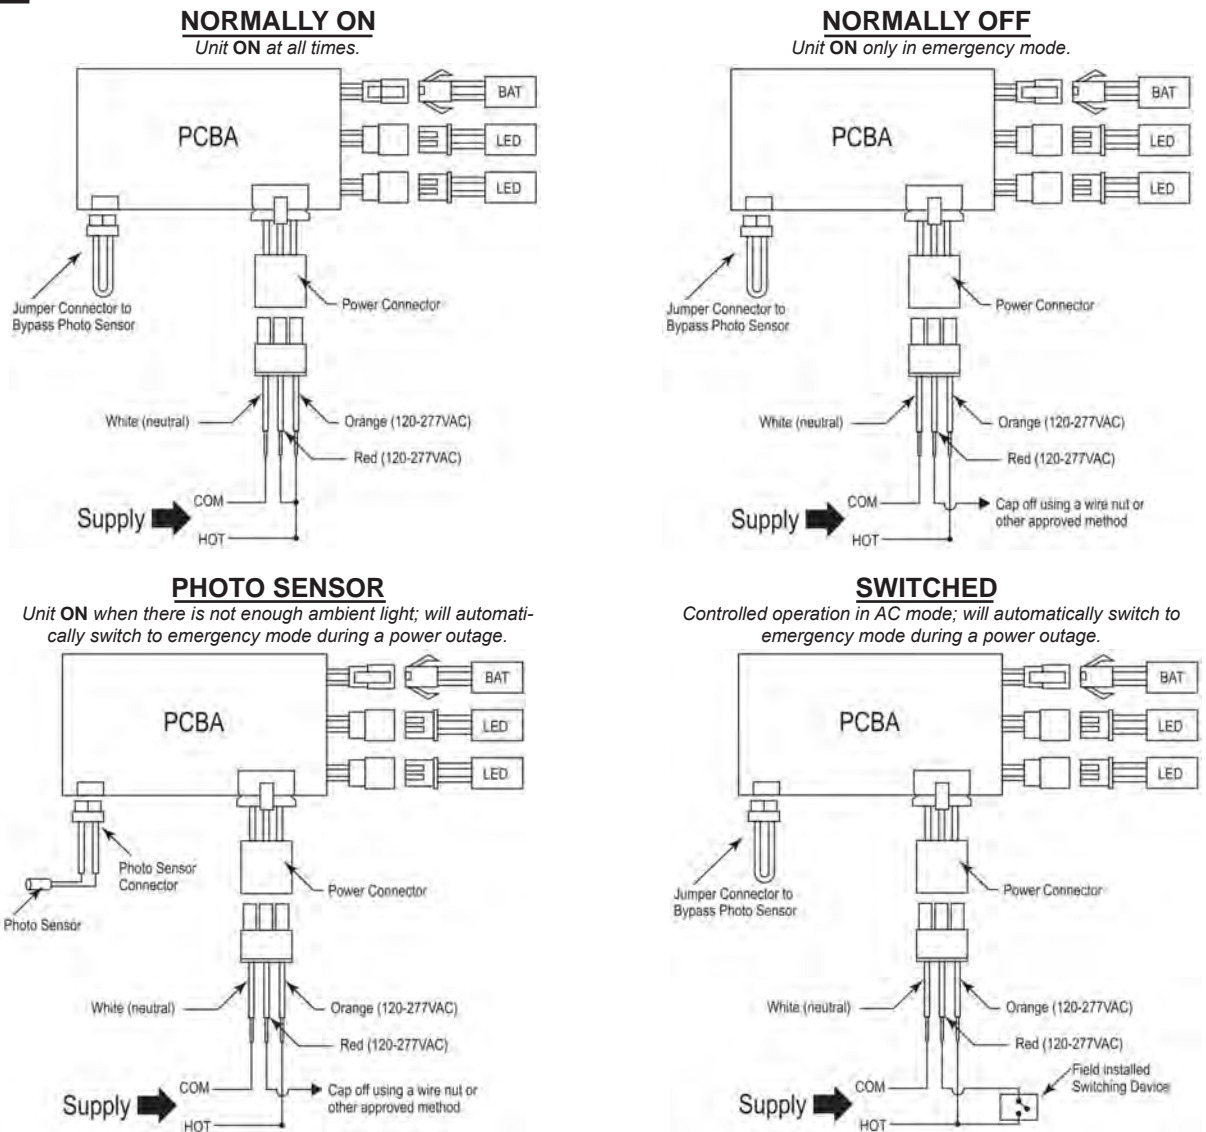 NORMALLY ON
Unit ON at all times.
PCBA
BAT
LED
LED
Jumper Connector to
Bypass Photo Sensor
Power Connector
White (neutral)
Orange (120-277VAC)
Red (120-277VAC)
COM
Supply
HOT
NORMALLY OFF
Unit ON only in emergency mode.
PCBA
BAT
LED
LED
Jumper Connector to
Bypass Photo Sensor
Power Connector
White (neutral)
Orange (120-277VAC)
Red (120-277VAC)
COM
Cap off using a wire nut or
other approved method
Supply
HOT
PHOTO SENSOR
Unit ON when there is not enough ambient light; will automati-
cally switch to emergency mode during a power outage.
PCBA
BAT
LED
LED
Photo Sensor
Connector
Photo Sensor
Power Connector
White (neutral)
Orange (120-277VAC)
Red (120-277VAC)
COM
Cap off using a wire nut or
other approved method
Supply
HOT
SWITCHED
Controlled operation in AC mode; will automatically switch to
emergency mode during a power outage.
PCBA
BAT
LED
LED
Jumper Connector to
Bypass Photo Sensor
Power Connector
White (neutral)
Orange (120-277VAC)
Red (120-277VAC)
Field installed
Switching Device
COM
Supply
HOT